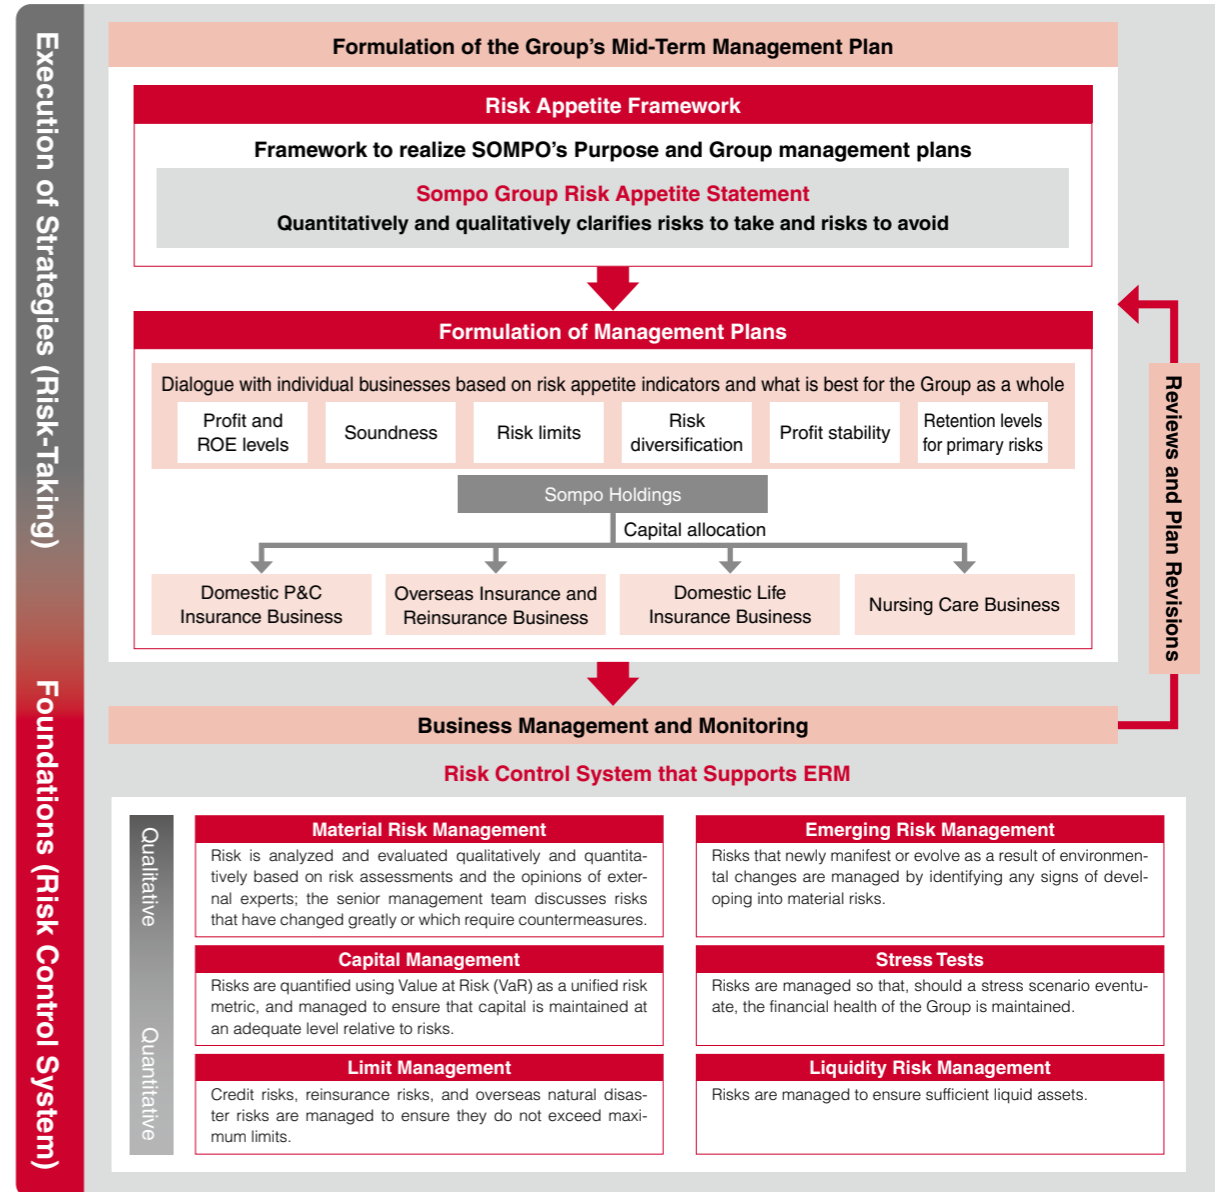 Execution of Strategies (Risk-Taking)
Foundations (Risk Control System)
Formulation of the Group's Mid-Term Management Plan
Risk Appetite Framework
Framework to realize SOMPO's Purpose and Group management plans
Sompo Group Risk Appetite Statement
Quantitatively and qualitatively clarifies risks to take and risks to avoid
Formulation of Management Plans
Dialogue with individual businesses based on risk appetite indicators and what is best for the Group as a whole
Profit and
ROE levels
Soundness
Risk limits
Risk
diversification
Profit stability
Retention levels
for primary risks
Sompo Holdings
Capital allocation
Domestic P&C
Insurance Business
Overseas Insurance and
Reinsurance Business
Domestic Life
Insurance Business
Nursing Care Business
Reviews and Plan Revisions
Business Management and Monitoring
Risk Control System that Supports ERM
Qualitative
Quantitative
Material Risk Management
Risk is analyzed and evaluated qualitatively and quantita-
tively based on risk assessments and the opinions of exter-
nal experts; the senior management team discusses risks
that have changed greatly or which require countermeasures.
Emerging Risk Management
Risks that newly manifest or evolve as a result of environmen-
tal changes are managed by identifying any signs of devel-
oping into material risks.
Capital Management
Risks are quantified using Value at Risk (VaR) as a unified risk
metric, and managed to ensure that capital is maintained at
an adequate level relative to risks.
Stress Tests
Risks are managed so that, should a stress scenario eventu-
ate, the financial health of the Group is maintained.
Limit Management
Credit risks, reinsurance risks, and overseas natural disas-
ter risks are managed to ensure they do not exceed maxi-
mum limits.
Liquidity Risk Management
Risks are managed to ensure sufficient liquid assets.